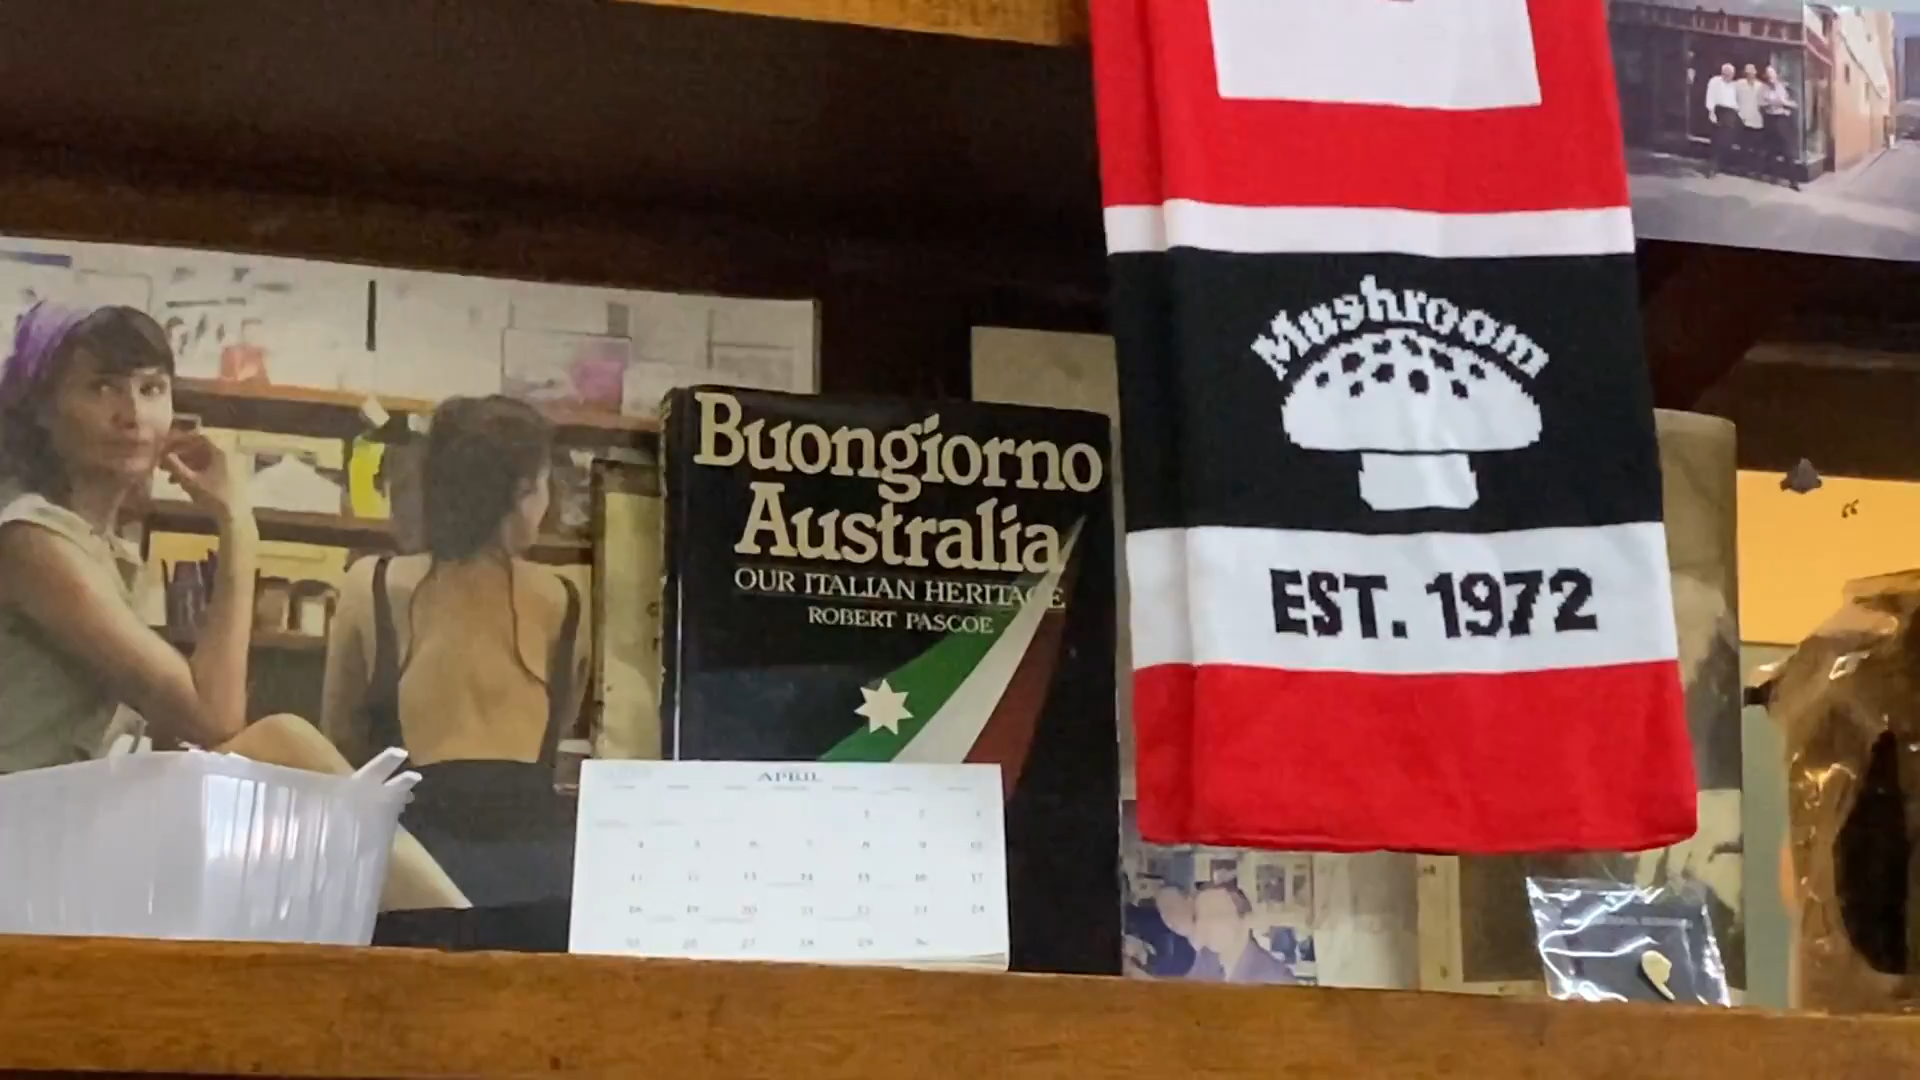 Buongiorno
Australia
OUR ITALIAN HERITAGE
ROBERT PASCOE
Mushroom
EST. 1972
APRIL
1 2 3
4 5 6 7 8 9 10
11 12 13 14 15 16 17
18 19 20 21 22 23 24
25 26 27 28 29 30